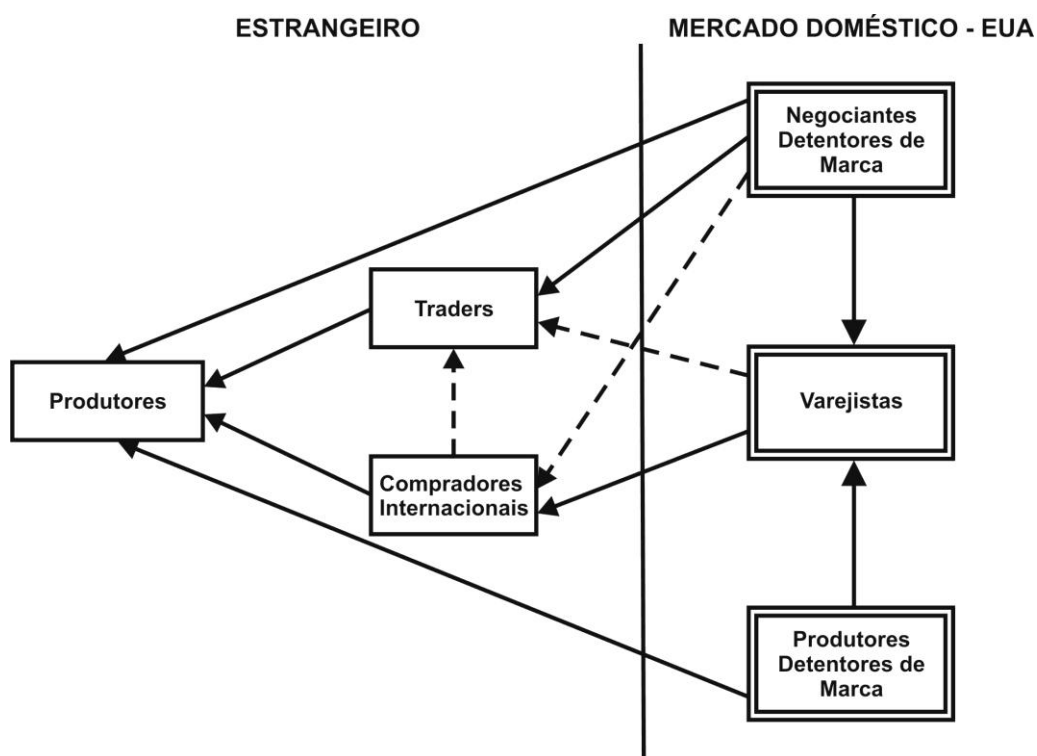 ESTRANGEIRO
MERCADO DOMÉSTICO - EUA
Negociantes
Detentores de
Marca
Traders
Produtores
Varejistas
Compradores
Internacionais
Produtores
Detentores de
Marca